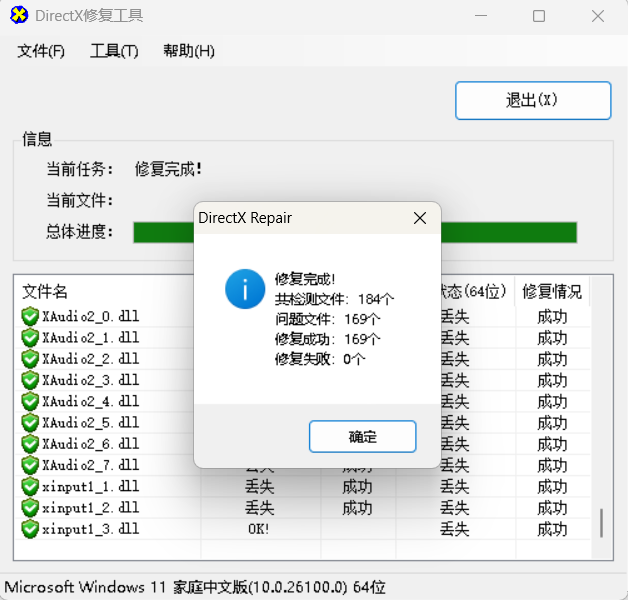 DirectX修复工具
文件(F) 工具(T) 帮助(H)
退出(X)
信息
当前任务： 修复完成!
当前文件：
总体进度：
DirectX Repair
修复完成!
共检测文件：184个
问题文件：169个
修复成功：169个
修复失败：0个
确定
文件名 状态(64位) 修复情况
XAudio2_0.dll 丢失 成功
XAudio2_1.dll 丢失 成功
XAudio2_2.dll 丢失 成功
XAudio2_3.dll 丢失 成功
XAudio2_4.dll 丢失 成功
XAudio2_5.dll 丢失 成功
XAudio2_6.dll 丢失 成功
XAudio2_7.dll 丢失 成功 丢失 成功
xinput1_1.dll 丢失 成功 丢失 成功
xinput1_2.dll 丢失 成功 丢失 成功
xinput1_3.dll OK! 丢失 成功
Microsoft Windows 11 家庭中文版(10.0.26100.0) 64位